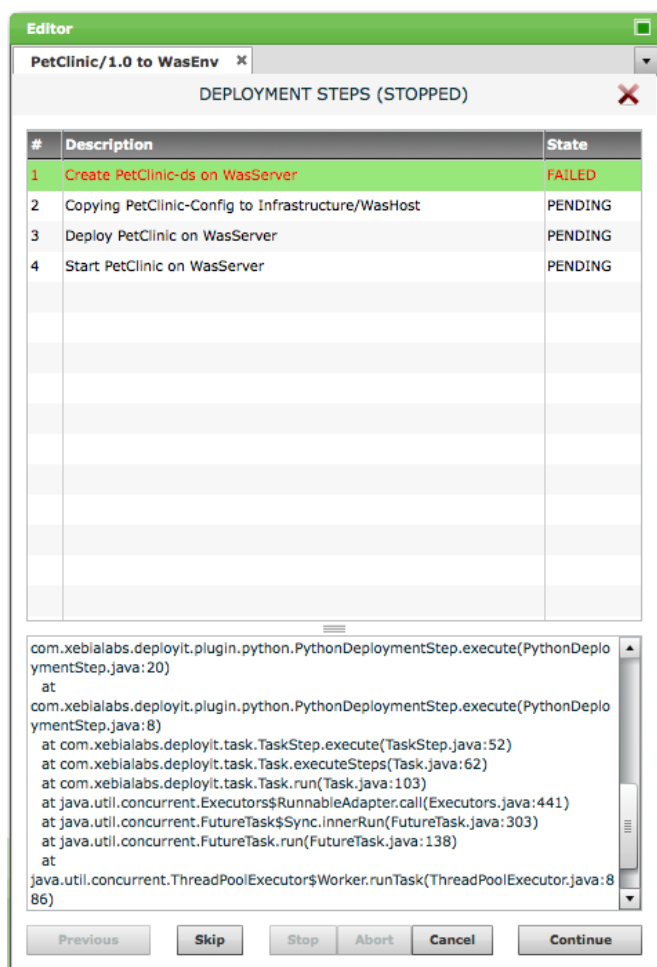 Editor
PetClinic/1.0 to WasEnv
DEPLOYMENT STEPS (STOPPED)
# Description State
1 Create PetClinic-ds on WasServer FAILED
2 Copying PetClinic-Config to Infrastructure/WasHost PENDING
3 Deploy PetClinic on WasServer PENDING
4 Start PetClinic on WasServer PENDING
com.xebialabs.deployit.plugin.python.PythonDeploymentStep.execute(PythonDeplo
ymentStep.java:20)
at
com.xebialabs.deployit.plugin.python.PythonDeploymentStep.execute(PythonDeplo
ymentStep.java:8)
at com.xebialabs.deployit.task.TaskStep.execute(TaskStep.java:52)
at com.xebialabs.deployit.task.Task.executeSteps(Task.java:62)
at com.xebialabs.deployit.task.Task.run(Task.java:103)
at java.util.concurrent.Executors$RunnableAdapter.call(Executors.java:441)
at java.util.concurrent.FutureTask$Sync.innerRun(FutureTask.java:303)
at java.util.concurrent.FutureTask.run(FutureTask.java:138)
at
java.util.concurrent.ThreadPoolExecutor$Worker.runTask(ThreadPoolExecutor.java:8
86)
Previous Skip Stop Abort Cancel Continue